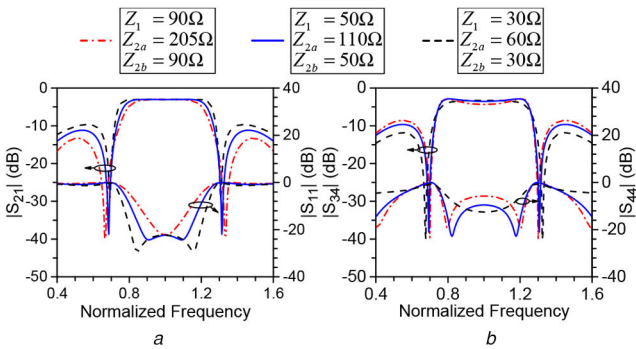 Z1 = 90Ω
Z2a = 205Ω
Z2b = 90Ω
Z1 = 50Ω
Z2a = 110Ω
Z2b = 50Ω
Z1 = 30Ω
Z2a = 60Ω
Z2b = 30Ω
0
-10
-20
-30
-40
-50
|S21| (dB)
40
20
0
-20
-40
|S11| (dB)
0.4 0.8 1.2 1.6
Normalized Frequency
a
0
-10
-20
-30
-40
-50
|S34| (dB)
40
20
0
-20
-40
|S44| (dB)
0.4 0.8 1.2 1.6
Normalized Frequency
b